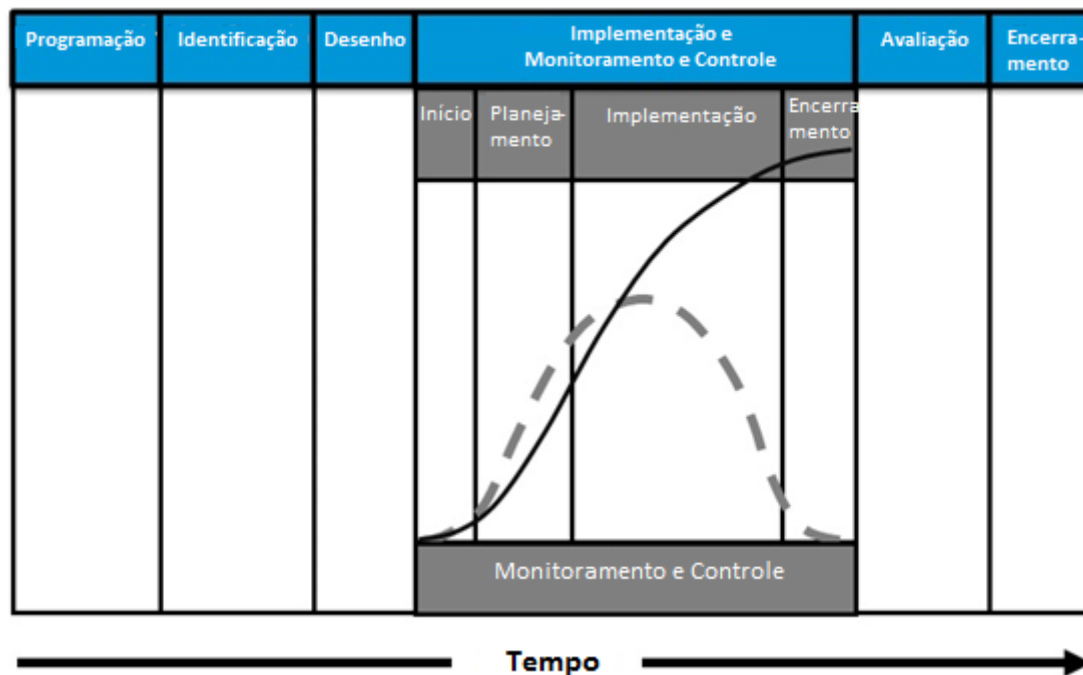 Programação
Identificação
Desenho
Implementação e
Monitoramento e Controle
Avaliação
Encerra-
mento
Início
Planeja-
mento
Implementação
Encerra
mento
Monitoramento e Controle
Tempo